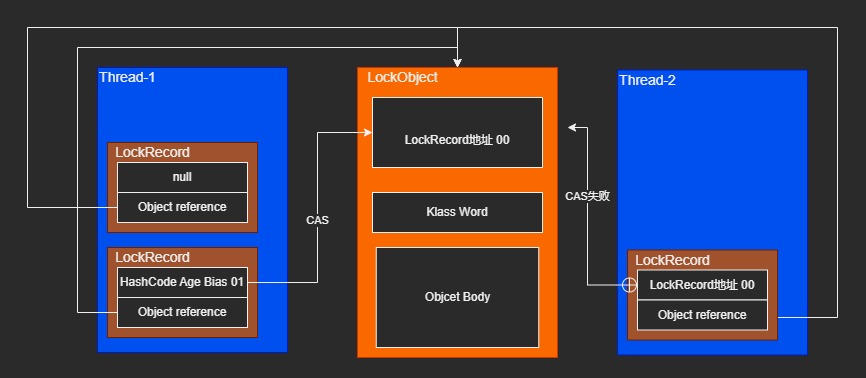 Thread-1
LockRecord
null
Object reference
LockRecord
HashCode Age Bias 01
Object reference
CAS
LockObject
LockRecord地址 00
Klass Word
Objcet Body
CAS失败
Thread-2
LockRecord
LockRecord地址 00
Object reference